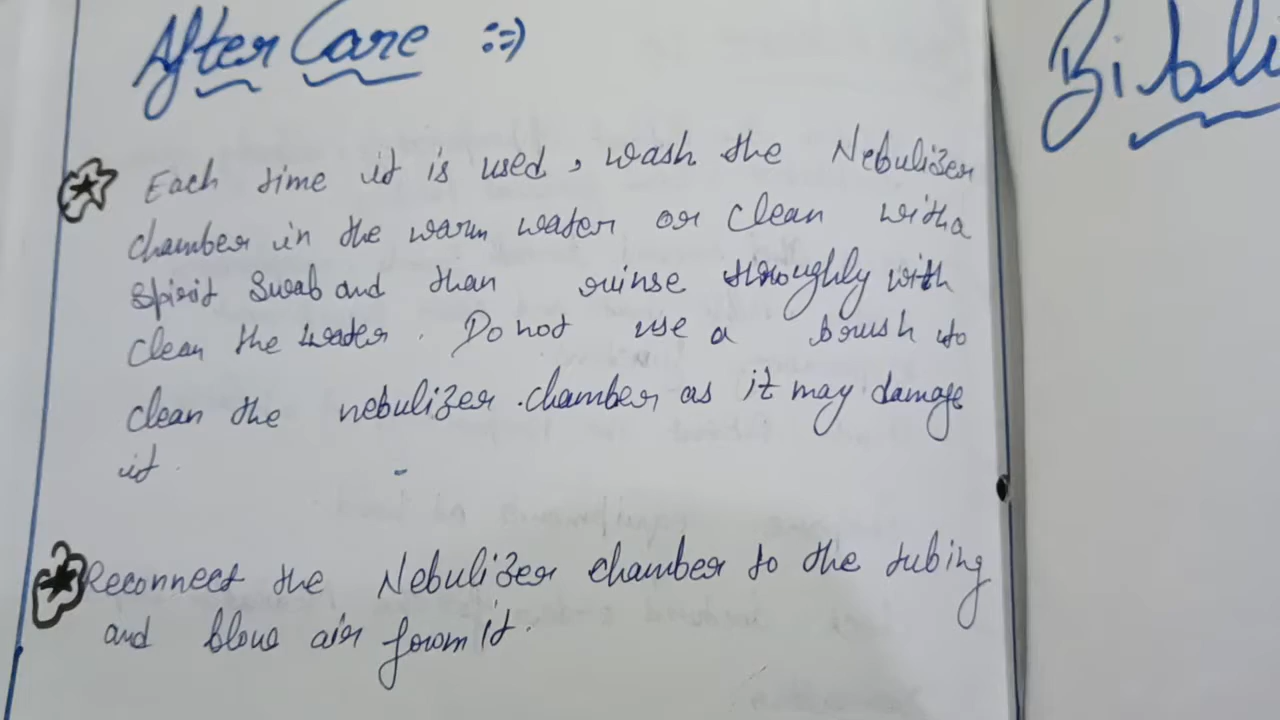 After Care :=)
Each time it is used, wash the Nebulizer
chamber in the warm water or clean with a
spirit swab and than rinse thoroughly with
clean the water. Do not use a brush to
clean the nebulizer chamber as it may damage
it.
Reconnect the Nebulizer chamber to the tubing
and blow air from it.
Bibli